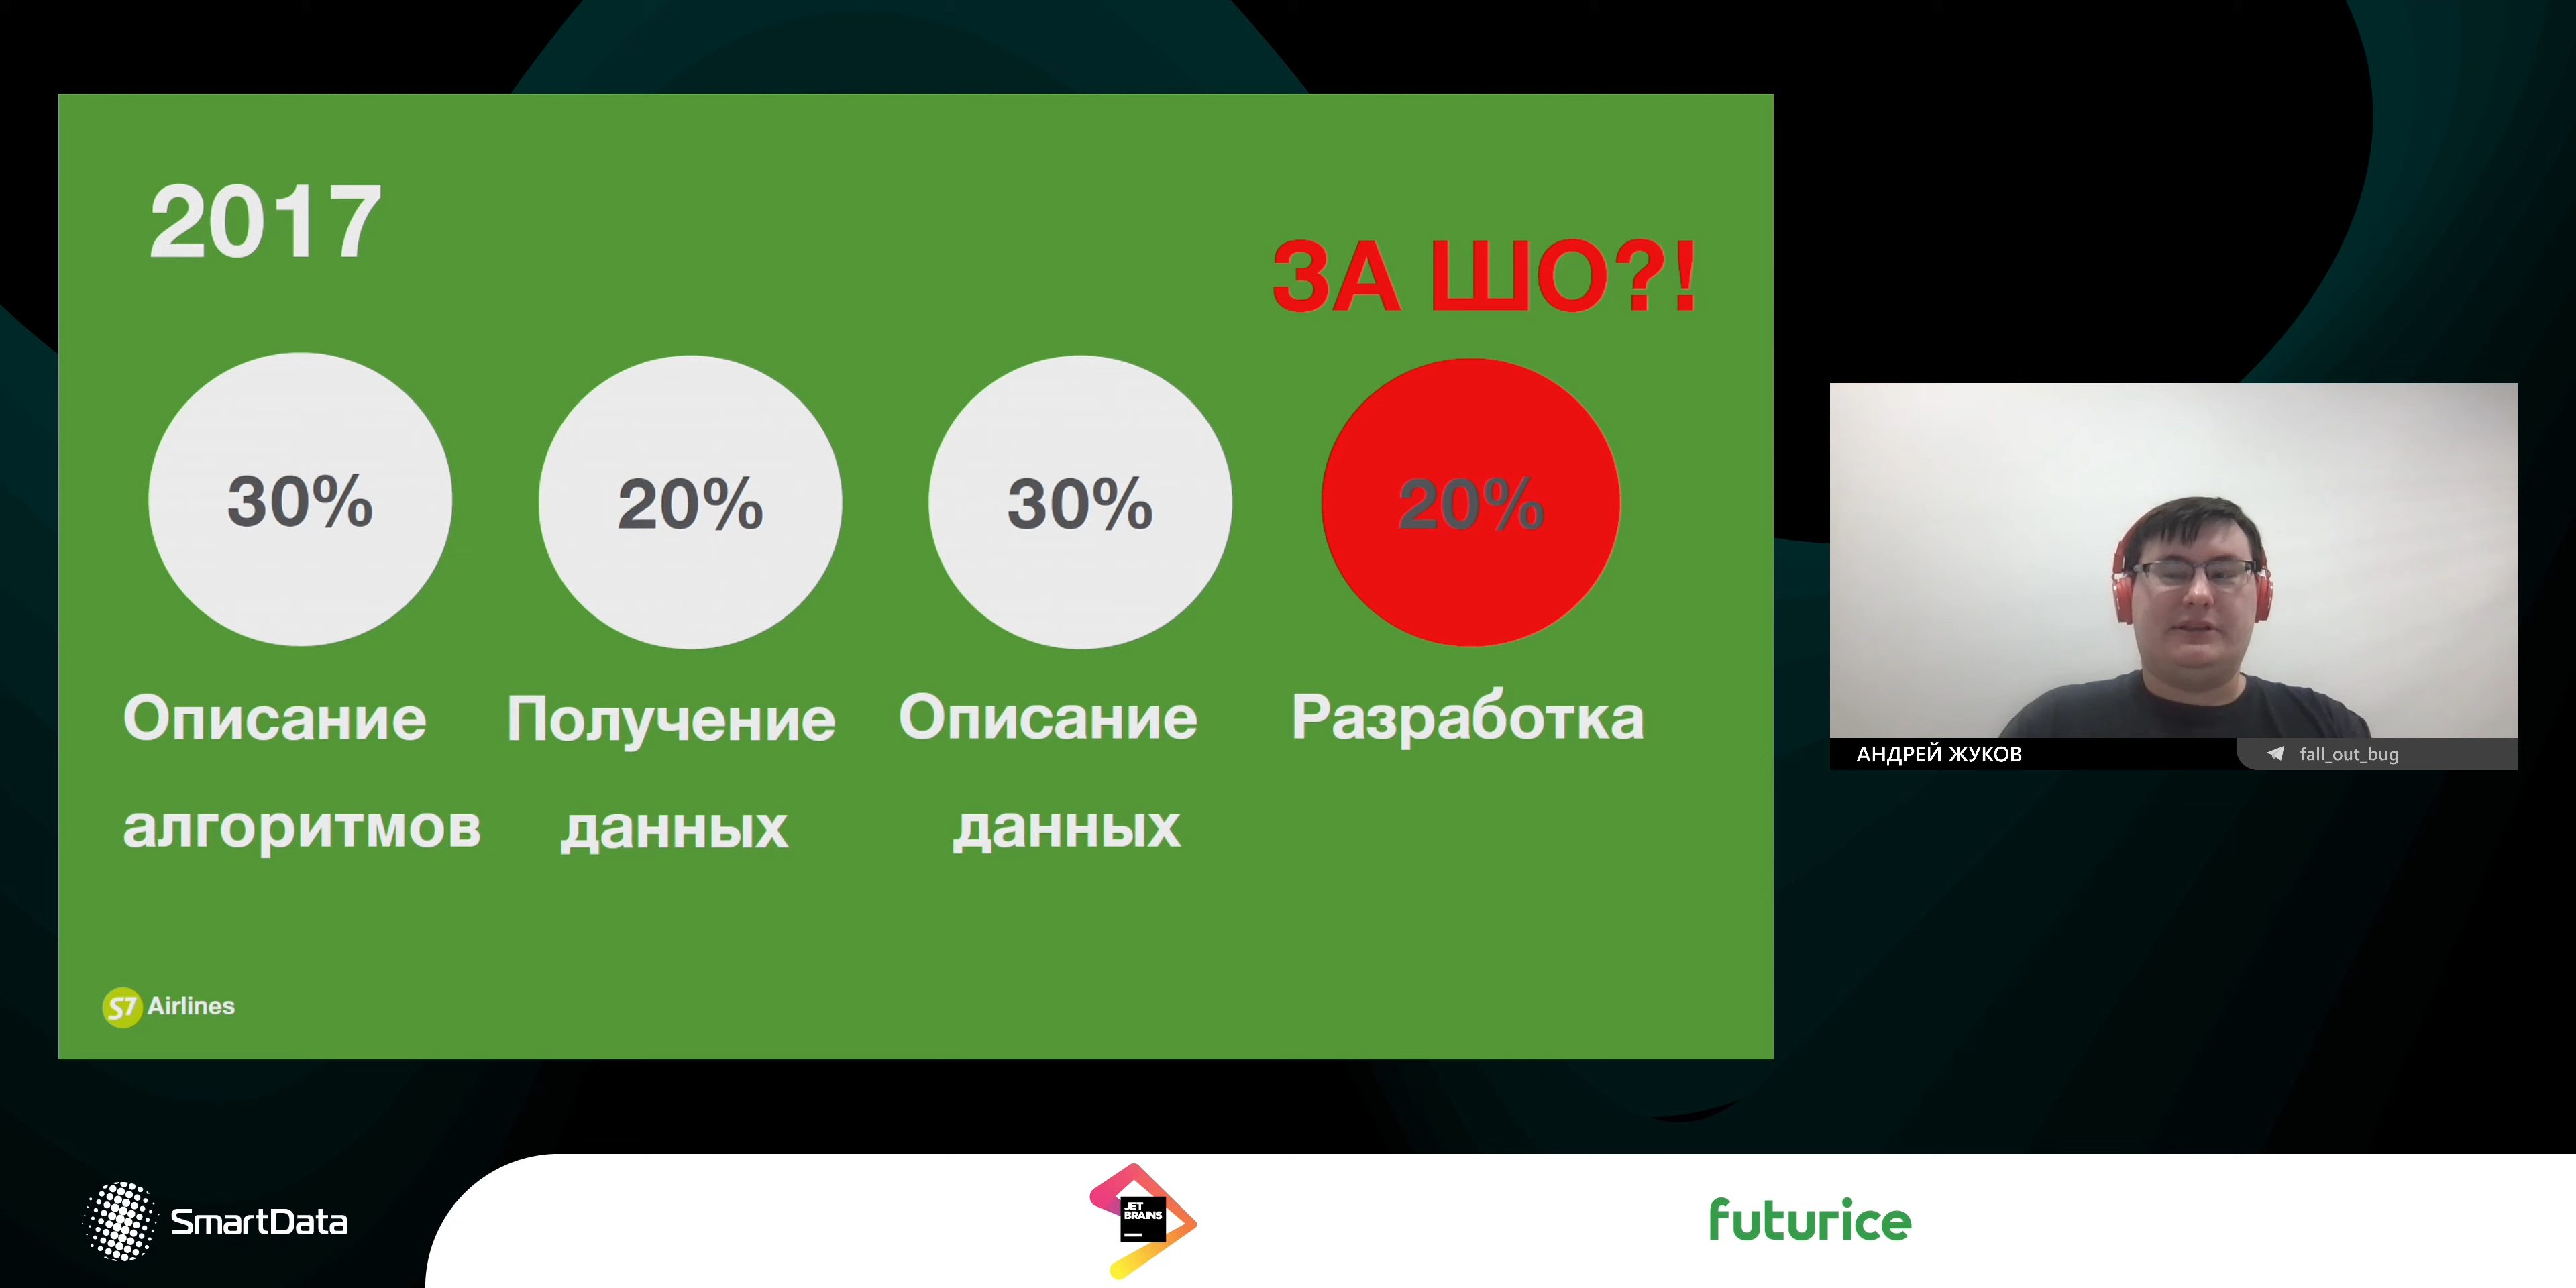 2017
ЗА ШО?!
30%
20%
30%
20%
Описание
алгоритмов
Получение
данных
Описание
данных
Разработка
S7 Airlines
АНДРЕЙ ЖУКОВ
fall_out_bug
SmartData
JET
BRAINS
futurice